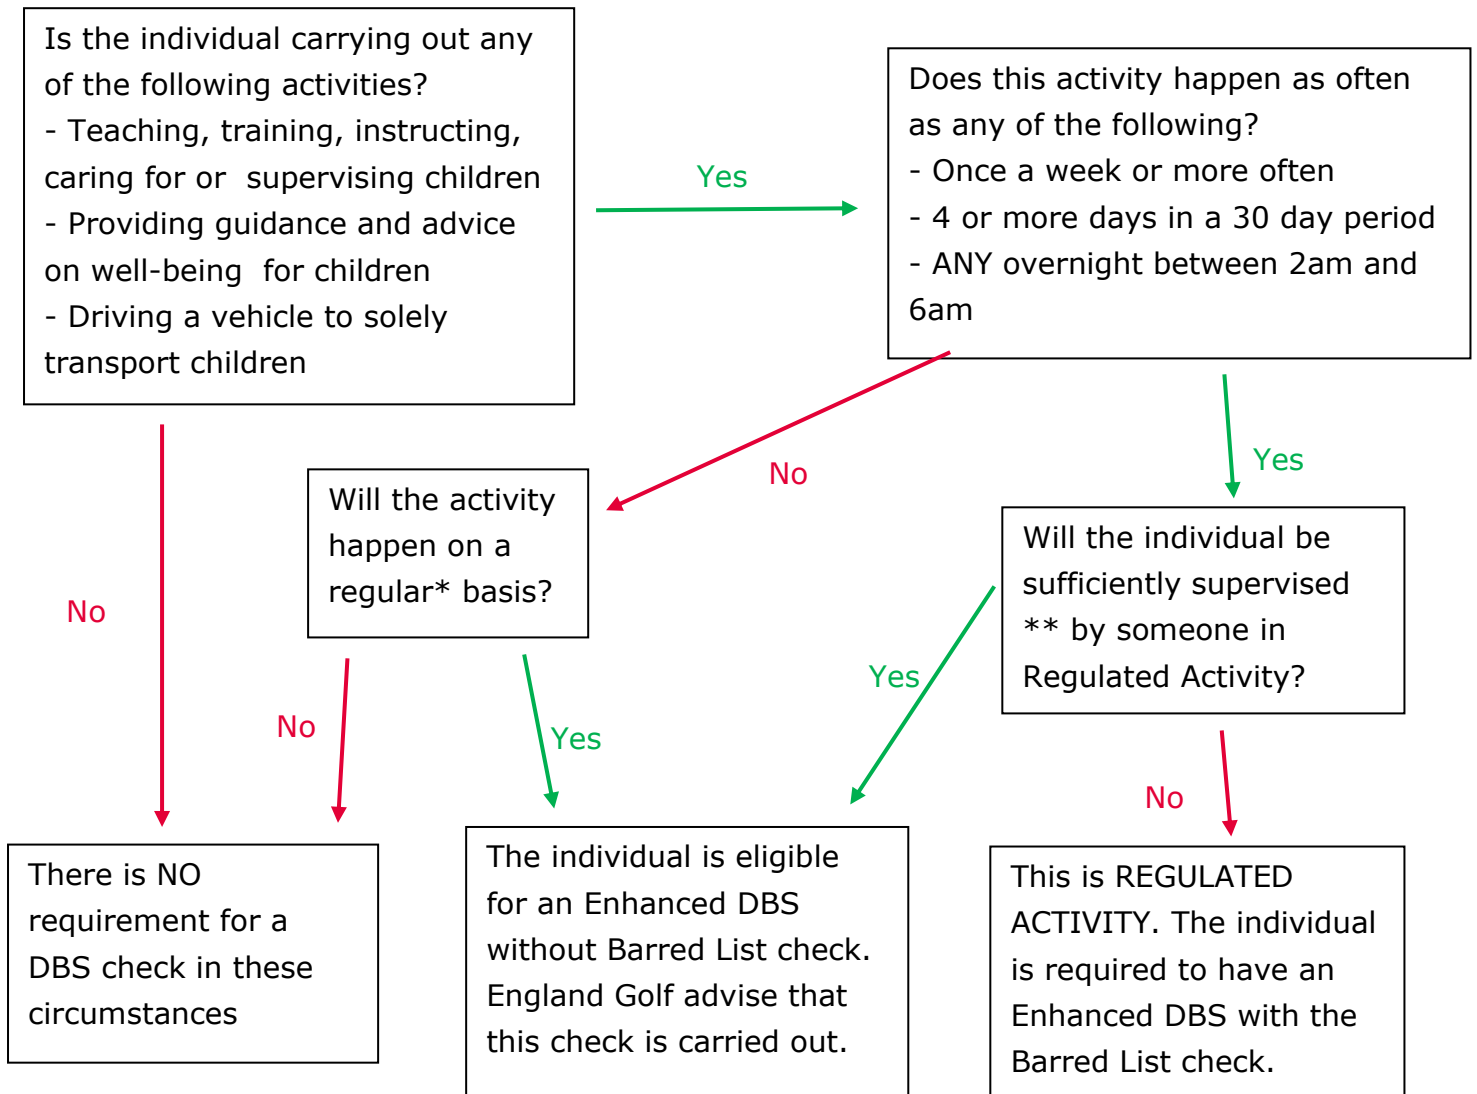 Is the individual carrying out any
of the following activities?
- Teaching, training, instructing,
caring for or supervising children
- Providing guidance and advice
on well-being for children
- Driving a vehicle to solely
transport children
Yes
Does this activity happen as often
as any of the following?
- Once a week or more often
- 4 or more days in a 30 day period
- ANY overnight between 2am and
6am
No
No
Yes
Will the activity
happen on a
regular* basis?
Will the individual be
sufficiently supervised
** by someone in
Regulated Activity?
No
Yes
Yes
No
There is NO
requirement for a
DBS check in these
circumstances
The individual is eligible
for an Enhanced DBS
without Barred List check.
England Golf advise that
this check is carried out.
This is REGULATED
ACTIVITY. The individual
is required to have an
Enhanced DBS with the
Barred List check.